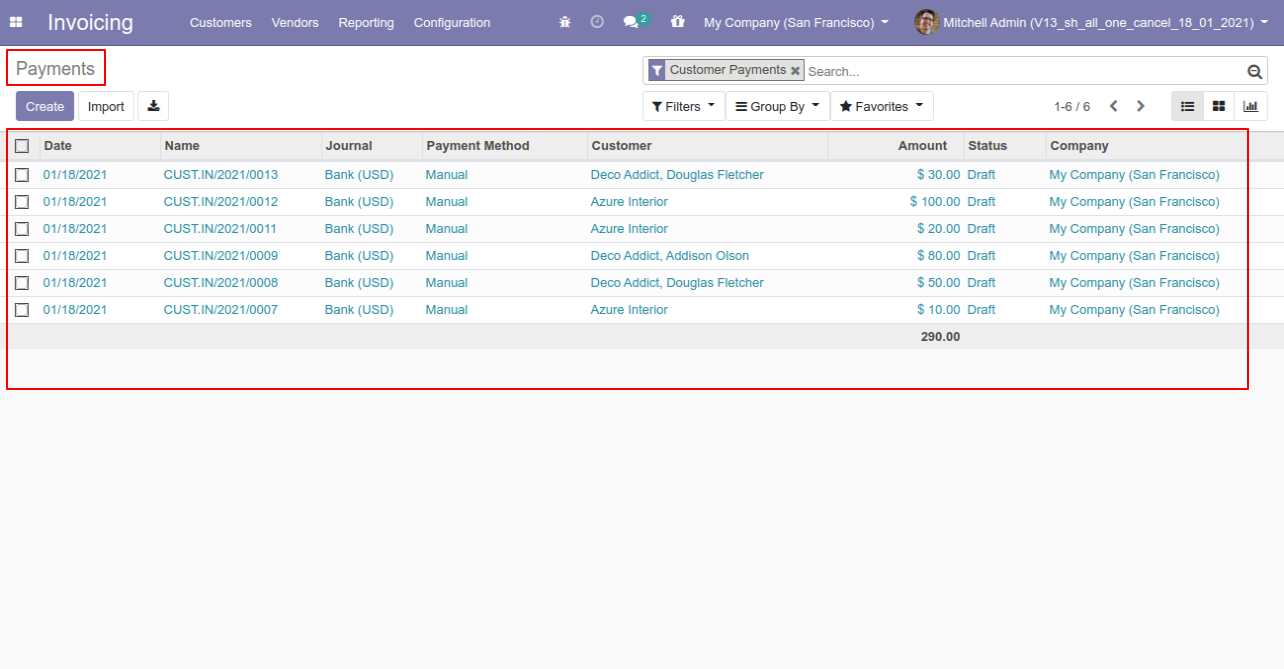 Invoicing Customers Vendors Reporting Configuration 2 My Company (San Francisco) Mitchell Admin (V13_sh_all_one_cancel_18_01_2021)
Payments Customer Payments Search...
Create Import Filters Group By Favorites 1-6 / 6
Date Name Journal Payment Method Customer Amount Status Company
01/18/2021 CUST.IN/2021/0013 Bank (USD) Manual Deco Addict, Douglas Fletcher $ 30.00 Draft My Company (San Francisco)
01/18/2021 CUST.IN/2021/0012 Bank (USD) Manual Azure Interior $ 100.00 Draft My Company (San Francisco)
01/18/2021 CUST.IN/2021/0011 Bank (USD) Manual Azure Interior $ 20.00 Draft My Company (San Francisco)
01/18/2021 CUST.IN/2021/0009 Bank (USD) Manual Deco Addict, Addison Olson $ 80.00 Draft My Company (San Francisco)
01/18/2021 CUST.IN/2021/0008 Bank (USD) Manual Deco Addict, Douglas Fletcher $ 50.00 Draft My Company (San Francisco)
01/18/2021 CUST.IN/2021/0007 Bank (USD) Manual Azure Interior $ 10.00 Draft My Company (San Francisco)
290.00